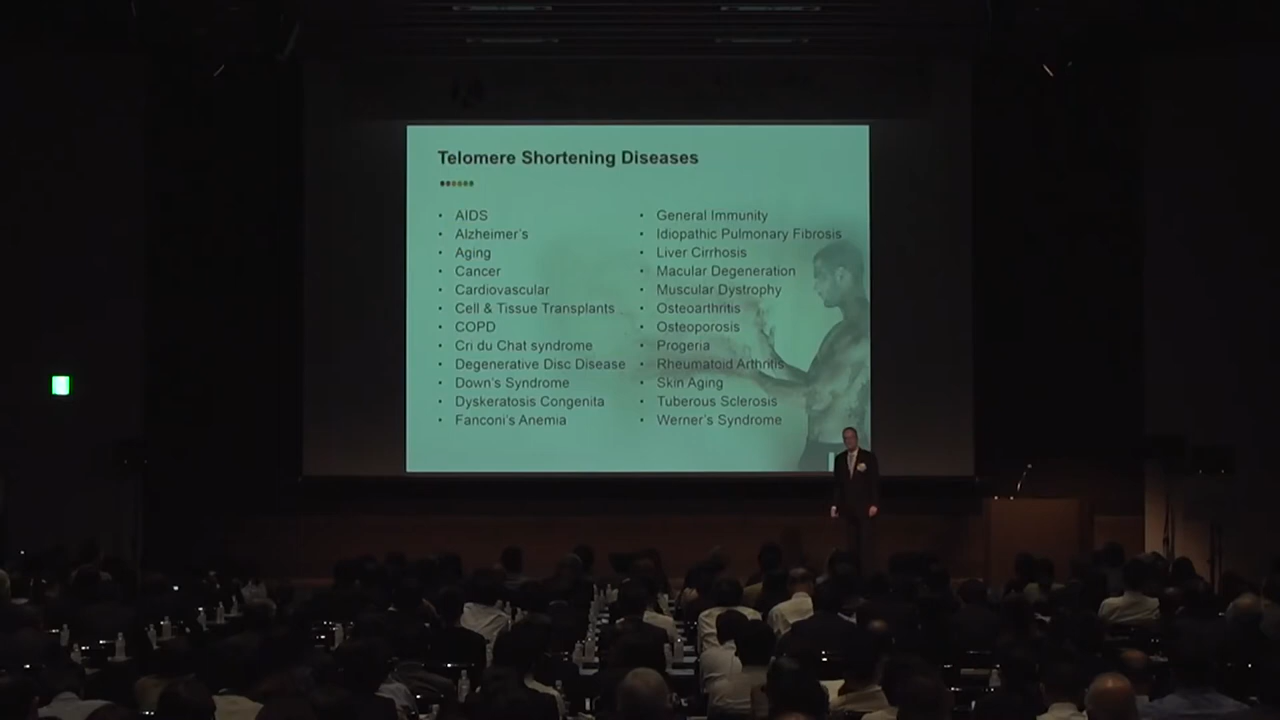 Telomere Shortening Diseases
• AIDS
• Alzheimer's
• Aging
• Cancer
• Cardiovascular
• Cell & Tissue Transplants
• COPD
• Cri du Chat syndrome
• Degenerative Disc Disease
• Down's Syndrome
• Dyskeratosis Congenita
• Fanconi's Anemia
• General Immunity
• Idiopathic Pulmonary Fibrosis
• Liver Cirrhosis
• Macular Degeneration
• Muscular Dystrophy
• Osteoarthritis
• Osteoporosis
• Progeria
• Rheumatoid Arthritis
• Skin Aging
• Tuberous Sclerosis
• Werner's Syndrome